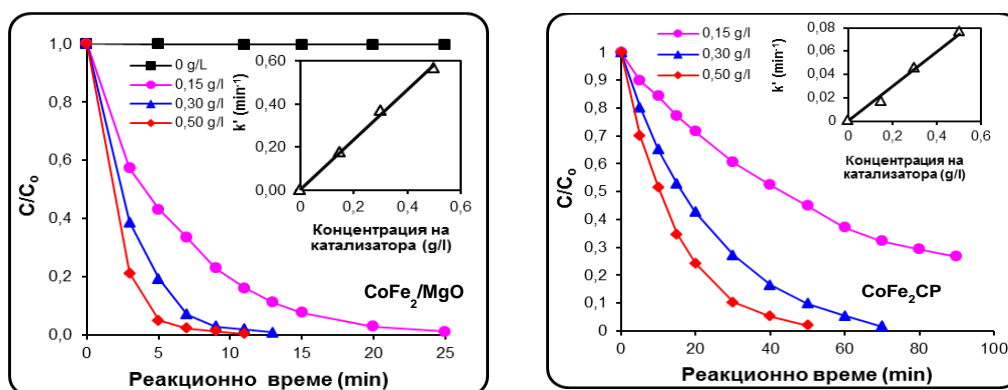 C/C₀
1,0
0,8
0,6
0,4
0,2
0,0
0 g/L
0,15 g/l
0,30 g/l
0,50 g/l
k' (min⁻¹)
0,60
0,40
0,20
0,00
0 0,2 0,4 0,6
Концентрация на
катализатора (g/l)
CoFe₂/MgO
0 5 10 15 20 25
Реакционно време (min)
C/C₀
1
0,9
0,8
0,7
0,6
0,5
0,4
0,3
0,2
0,1
0
0,15 g/l
0,30 g/l
0,50 g/l
k' (min⁻¹)
0,08
0,06
0,04
0,02
0
0 0,2 0,4 0,6
Концентрация на
катализатора (g/l)
CoFe₂CP
0 20 40 60 80 100
Реакционно време (min)